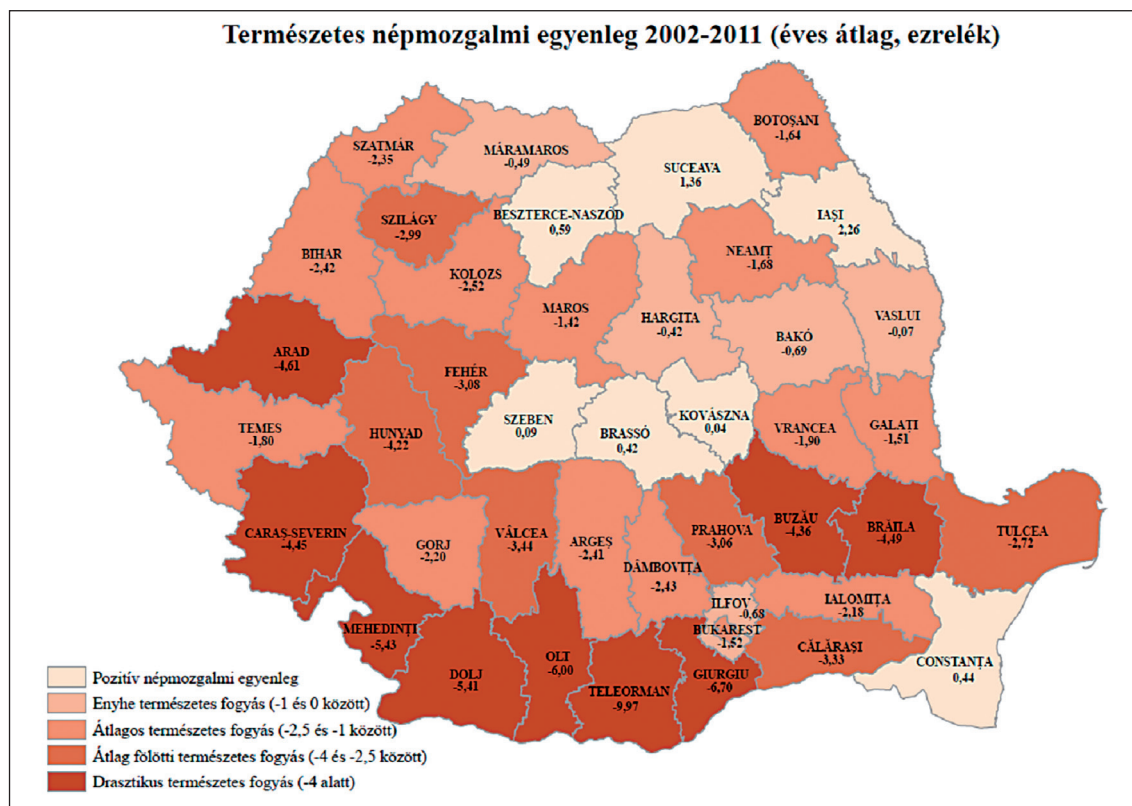 Természetes népmozgalmi egyenleg 2002-2011 (éves átlag, ezrelék)
BOTOȘANI
-1,64
SZATMÁR
-2,35
MÁRAMAROS
-0,49
SUCEAVA
1,36
SZILÁGY
-2,99
BESZTERCE-NASZÓD
0,59
IAȘI
2,26
BIHAR
-2,42
KOLOZS
-2,52
NEAMȚ
-1,68
MAROS
-1,42
HARGITA
-0,42
BAKÓ
-0,69
VASLUI
-0,07
ARAD
-4,61
FEHÉR
-3,08
SZEBEN
0,09
BRASSÓ
0,42
KOVÁSZNA
0,04
VRANCEA
-1,90
GALAȚI
-1,51
TEMES
-1,80
HUNYAD
-4,22
CARAȘ-SEVERIN
-4,45
GORJ
-2,20
VÂLCEA
-3,44
ARGEȘ
-2,41
DÂMBOVIȚA
-2,43
PRAHOVA
-3,06
BUZĂU
-4,36
BRĂILA
-4,49
TULCEA
-2,72
ILFOV
-0,68
BUKAREST
-1,52
IALOMIȚA
-2,18
MEHEDINȚI
-5,43
DOLJ
-5,41
OLT
-6,00
TELEORMAN
-9,97
GIURGIU
-6,70
CĂLĂRAȘI
-3,33
CONSTANȚA
0,44
Pozitív népmozgalmi egyenleg
Enyhe természetes fogyás (-1 és 0 között)
Átlagos természetes fogyás (-2,5 és -1 között)
Átlag fölötti természetes fogyás (-4 és -2,5 között)
Drasztikus természetes fogyás (-4 alatt)